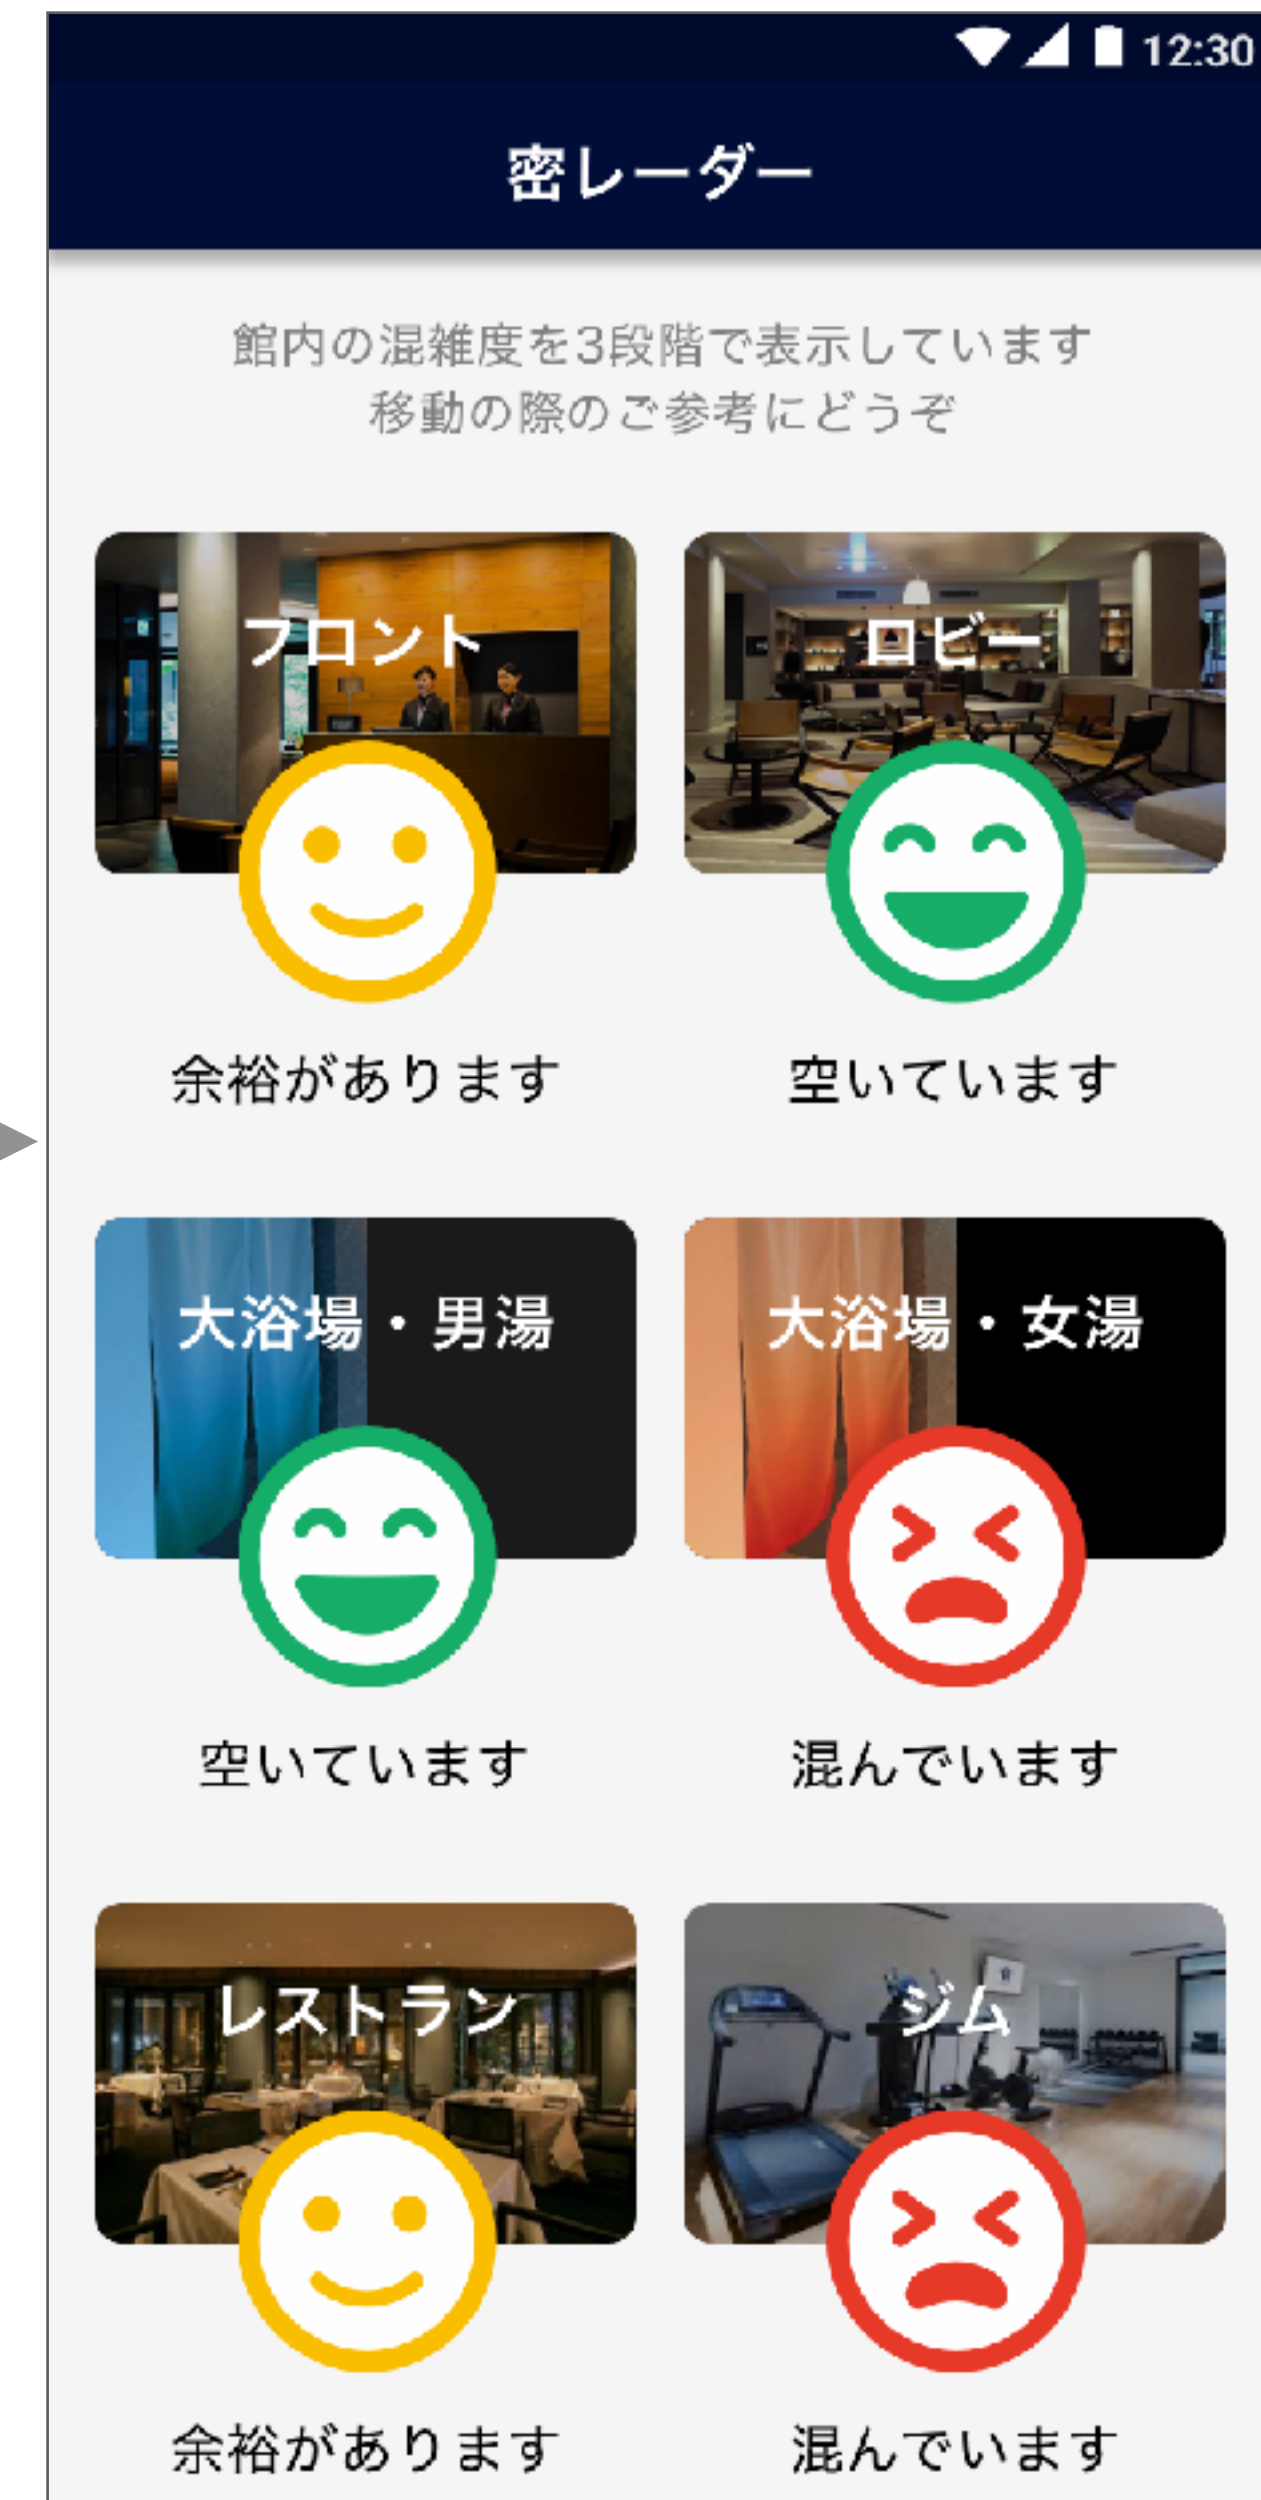 12:30
密レーダー
館内の混雑度を3段階で表示しています
移動の際のご参考にどうぞ
フロント
ロビー
余裕があります
空いています
大浴場・男湯
大浴場・女湯
空いています
混んでいます
レストラン
ジム
余裕があります
混んでいます